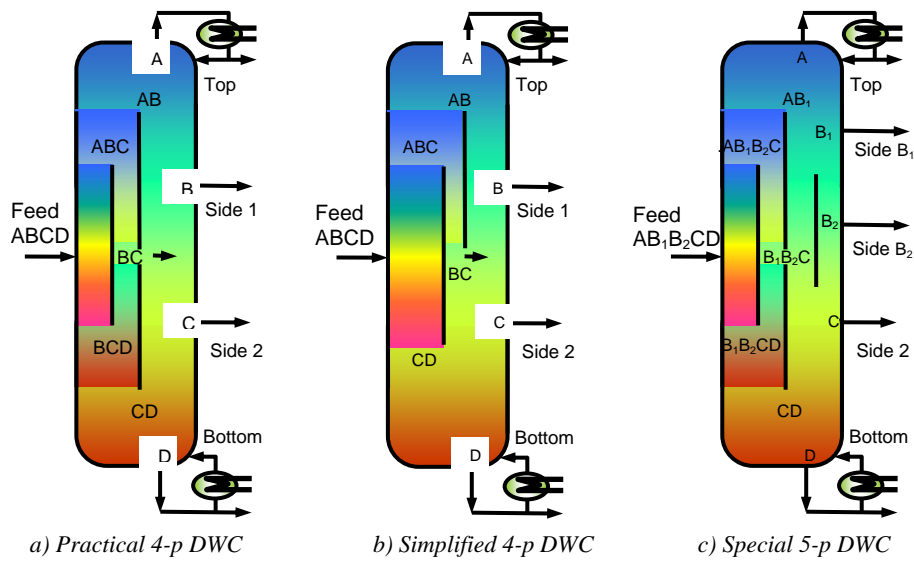 A
Top
AB
ABC
B
Side 1
Feed
ABCD
BC
C
Side 2
BCD
CD
Bottom
D
a) Practical 4-p DWC
A
Top
AB
ABC
B
Side 1
Feed
ABCD
BC
C
Side 2
CD
Bottom
D
b) Simplified 4-p DWC
A
Top
AB₁
B₁
Side B₁
AB₁B₂C
B₂
Side B₂
Feed
AB₁B₂CD
B₁B₂C
C
Side 2
B₁B₂CD
CD
Bottom
D
c) Special 5-p DWC